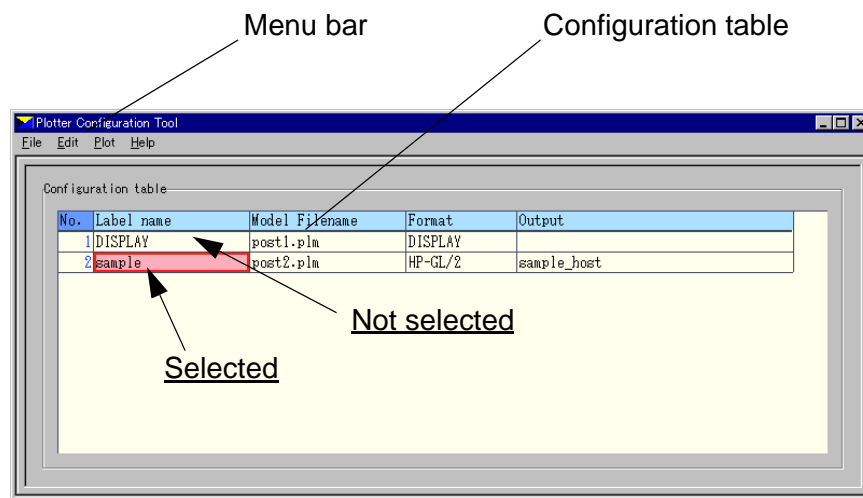 Menu bar Configuration table
Plotter Configuration Tool
File Edit Plot Help
Configuration table
No. Label name Model Filename Format Output
1 DISPLAY post1.plm DISPLAY
2 sample post2.plm HP-GL/2 sample_host
Not selected
Selected